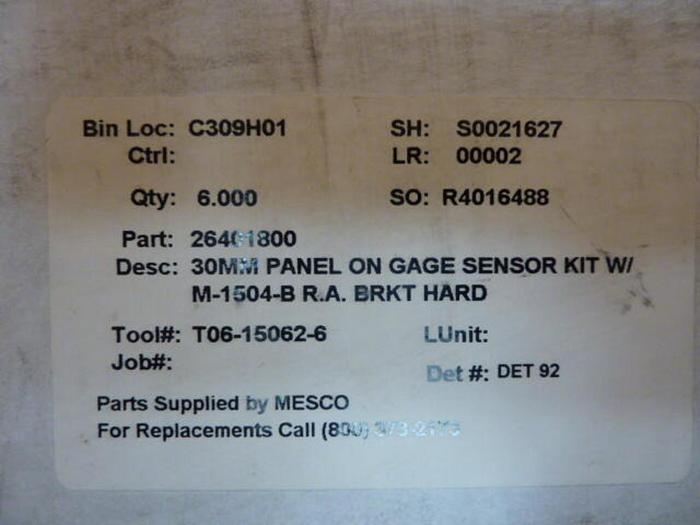 Bin Loc: C309H01 SH: S0021627
Ctrl: LR: 00002
Qty: 6.000 SO: R4016488
Part: 26401800
Desc: 30MM PANEL ON GAGE SENSOR KIT W/
M-1504-B R.A. BRKT HARD
Tool#: T06-15062-6 LUnit:
Job#: Det #: DET 92
Parts Supplied by MESCO
For Replacements Call (800)